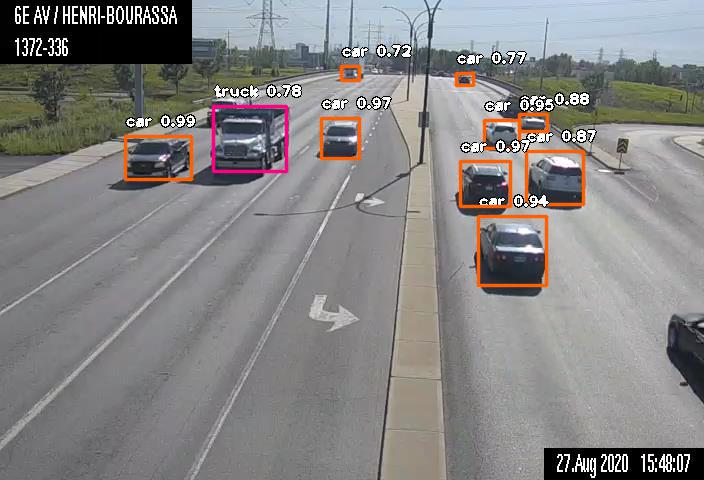 6E AV / HENRI-BOURASSA
1372-336
car 0.72
car 0.77
truck 0.78
car 0.97
car 0.95
0.88
car 0.99
car 0.97
car 0.87
car 0.94
27.Aug 2020 15:48:07